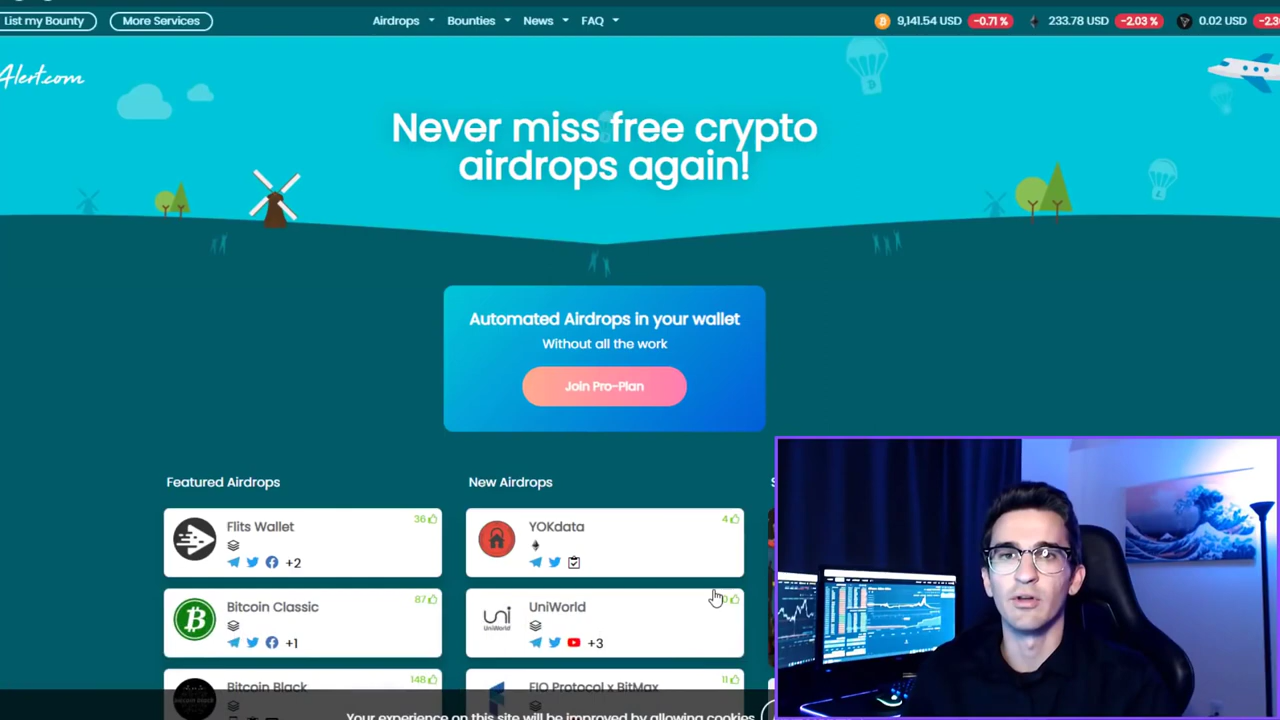 List my Bounty
More Services
Airdrops
Bounties
News
FAQ
9,141.54 USD
-0.71 %
233.78 USD
-2.03 %
0.02 USD
Alert.com
Never miss free crypto
airdrops again!
Automated Airdrops in your wallet
Without all the work
Join Pro-Plan
Featured Airdrops
New Airdrops
Flits Wallet
36
+2
YOKdata
4
Bitcoin Classic
87
+1
UniWorld
+3
Bitcoin Black
148
FIO Protocol x BitMax
11
Your experience on this site will be improved by allowing cookies